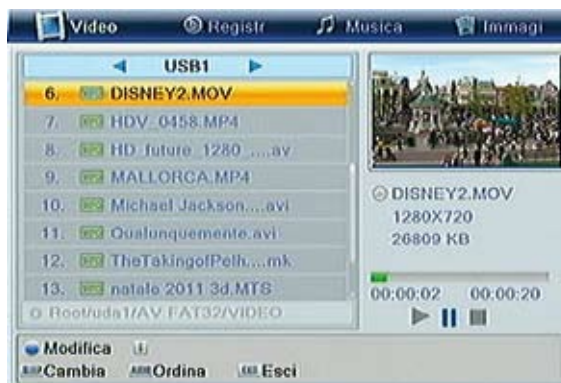 Video
Registr
Musica
Immagi
USB1
6. DISNEY2.MOV
7. HDV_0458.MP4
8. HD_future_1280_....av
9. MALLORCA.MP4
10. Michael Jackson....avi
11. Qualunquemente.avi
12. TheTakingofPelh....mk
13. natale 2011 3d.MTS
Root/uda1/AV FAT32/VIDEO
DISNEY2.MOV
1280X720
26809 KB
00:00:02 00:00:20
Modifica
Cambia
Ordina
Esci